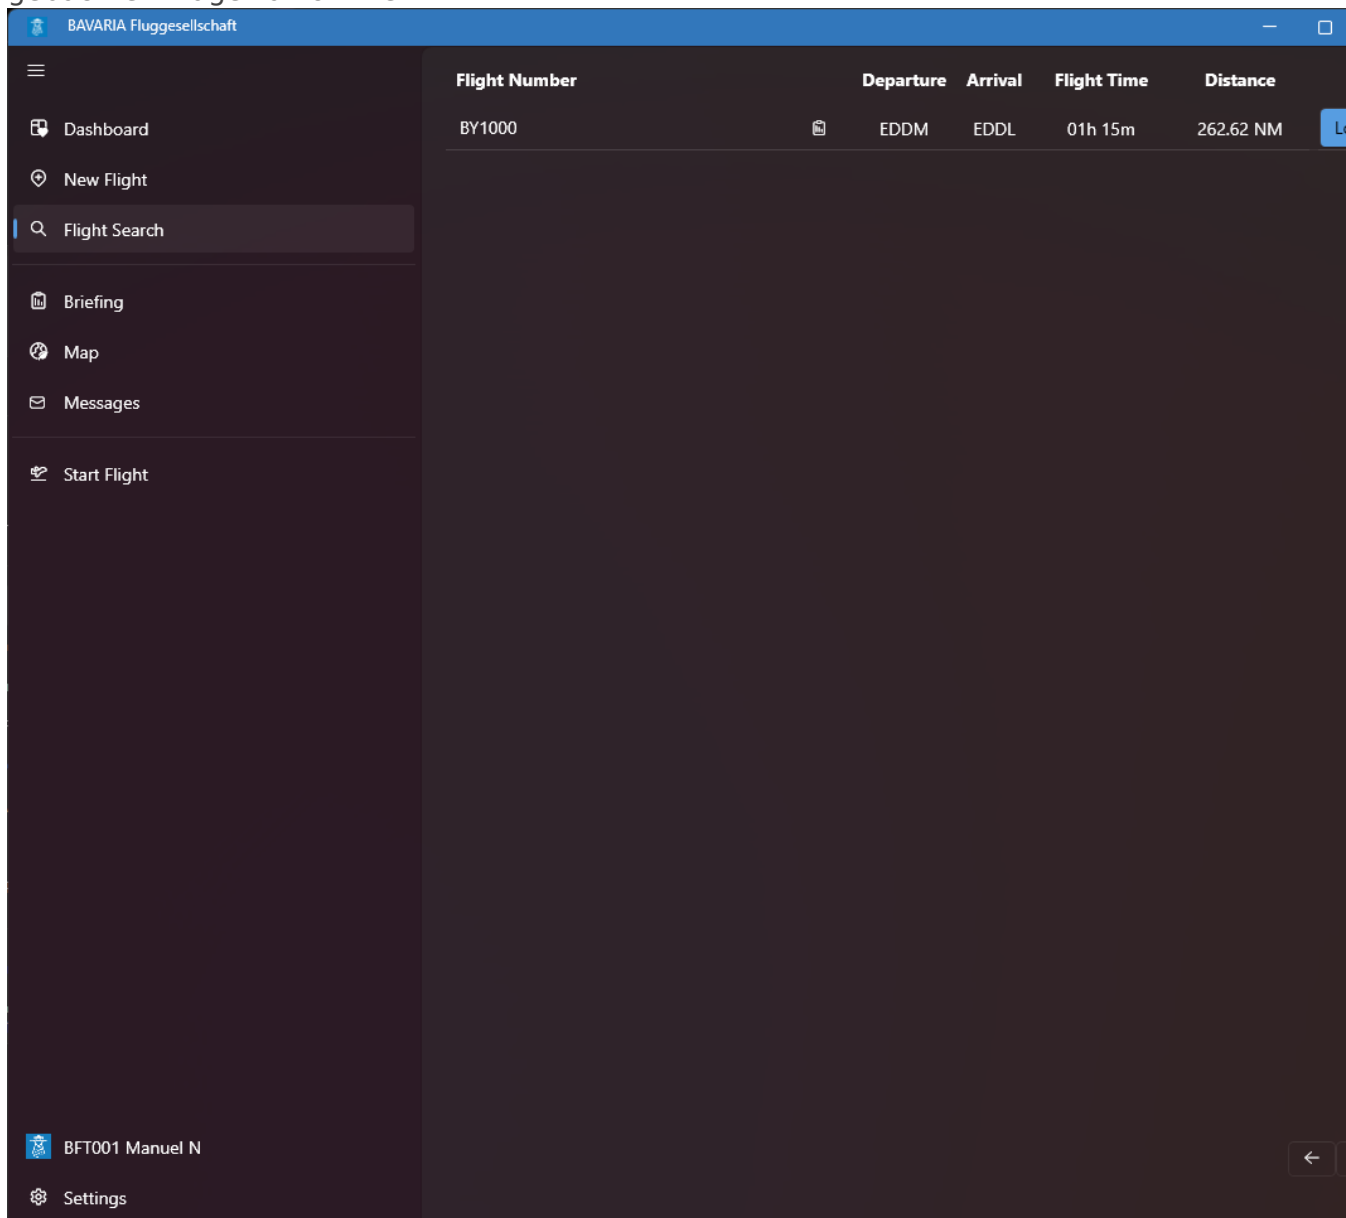 BAVARIA Fluggesellschaft
Flight Number Departure Arrival Flight Time Distance
BY1000 EDDM EDDL 01h 15m 262.62 NM
Dashboard
New Flight
Flight Search
Briefing
Map
Messages
Start Flight
BFT001 Manuel N
Settings